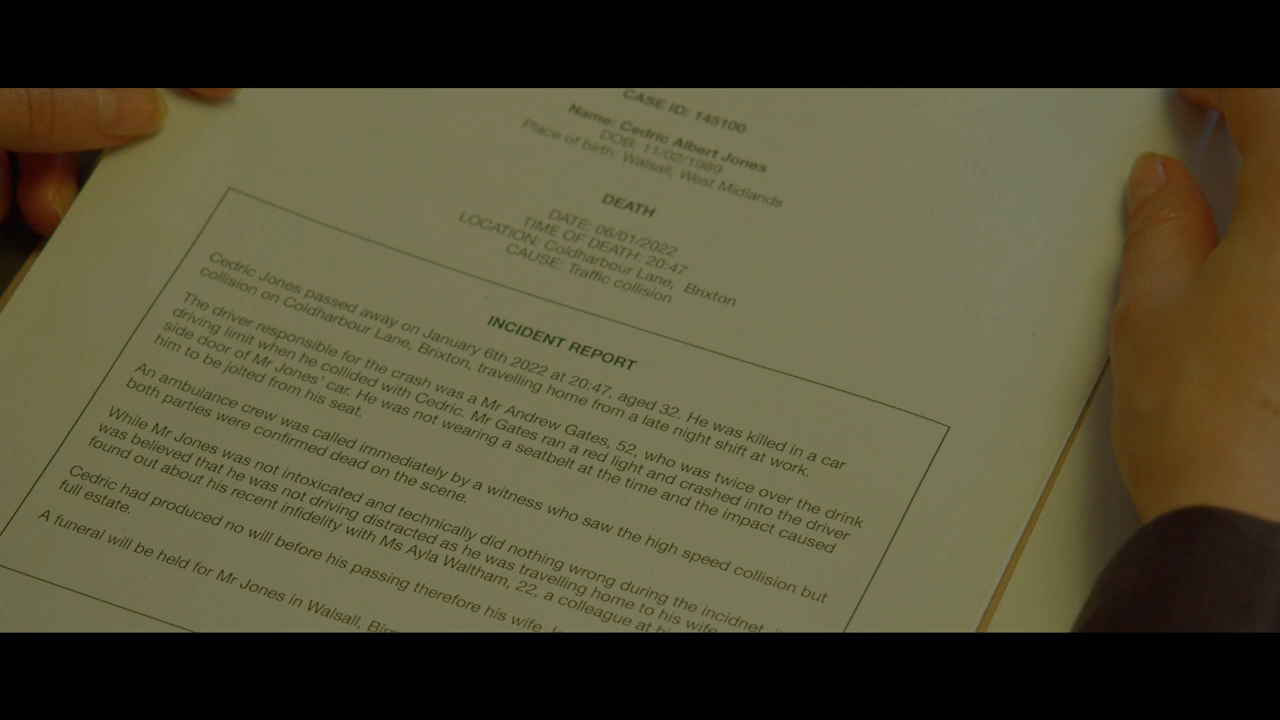 CASE ID: 145100
Name: Cedric Albert Jones
DOB: 11/02/1989
Place of birth: Walsall, West Midlands
DEATH
DATE: 06/01/2022
TIME OF DEATH: 20:47
LOCATION: Coldharbour Lane, Brixton
CAUSE: Traffic collision
INCIDENT REPORT
Cedric Jones passed away on January 6th 2022 at 20:47, aged 32. He was killed in a car
collision on Coldharbour Lane, Brixton, travelling home from a late night shift at work.
The driver responsible for the crash was a Mr Andrew Gates, 52, who was twice over the drink
driving limit when he collided with Cedric. Mr Gates ran a red light and crashed into the driver
side door of Mr Jones' car. He was not wearing a seatbelt at the time and the impact caused
him to be jolted from his seat.
An ambulance crew was called immediately by a witness who saw the high speed collision but
both parties were confirmed dead on the scene.
While Mr Jones was not intoxicated and technically did nothing wrong during the incidnet, it
was believed that he was not driving distracted as he was travelling home to his wife
found out about his recent infidelity with Ms Ayla Waltham, 22, a colleague at
Cedric had produced no will before his passing therefore his wife
full estate.
A funeral will be held for Mr Jones in Walsall,